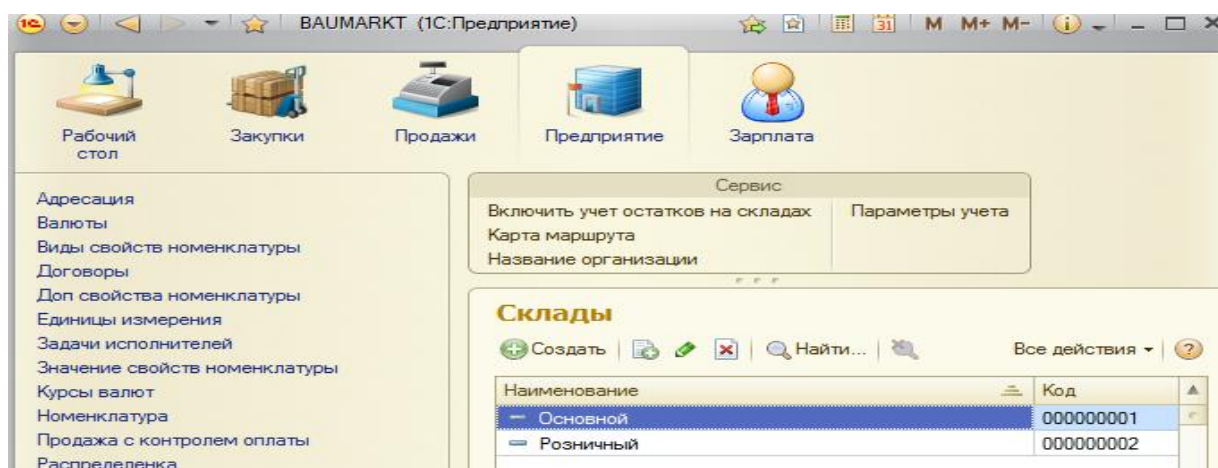 BAUMARKT (1С:Предприятие)
31 M M+ M-
Рабочий стол
Закупки
Продажи
Предприятие
Зарплата
Адресация
Валюты
Виды свойств номенклатуры
Договоры
Доп свойства номенклатуры
Единицы измерения
Задачи исполнителей
Значение свойств номенклатуры
Курсы валют
Номенклатура
Продажа с контролем оплаты
Распределенка
Сервис
Включить учет остатков на складах
Параметры учета
Карта маршрута
Название организации
Склады
Создать
Найти...
Все действия
Наименование Код
Основной 000000001
Розничный 000000002